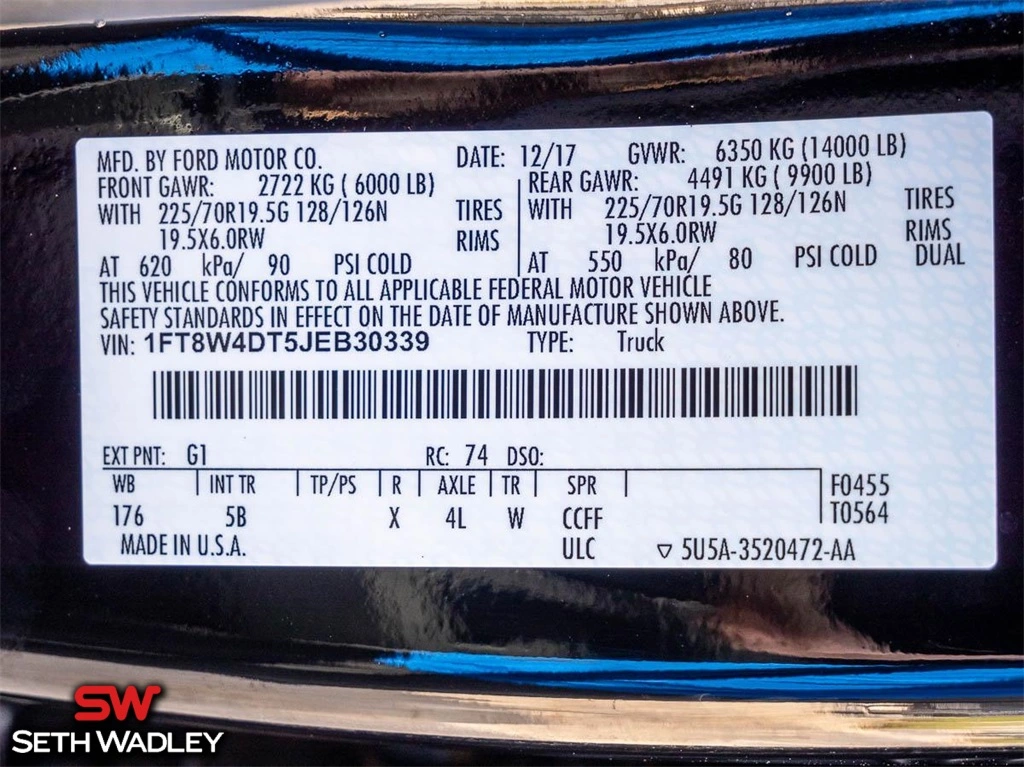 MFD. BY FORD MOTOR CO. DATE: 12/17 GVWR: 6350 KG (14000 LB)
FRONT GAWR: 2722 KG ( 6000 LB) REAR GAWR: 4491 KG ( 9900 LB)
WITH 225/70R19.5G 128/126N TIRES WITH 225/70R19.5G 128/126N TIRES
19.5X6.0RW RIMS 19.5X6.0RW RIMS
AT 620 kPa/ 90 PSI COLD AT 550 kPa/ 80 PSI COLD DUAL
THIS VEHICLE CONFORMS TO ALL APPLICABLE FEDERAL MOTOR VEHICLE
SAFETY STANDARDS IN EFFECT ON THE DATE OF MANUFACTURE SHOWN ABOVE.
VIN: 1FT8W4DT5JEB30339 TYPE: Truck
EXT PNT: G1 RC: 74 DSO:
WB INT TR TP/PS R AXLE TR SPR F0455
176 5B X 4L W CCFF T0564
MADE IN U.S.A. ULC ▽ 5U5A-3520472-AA
SW
SETH WADLEY